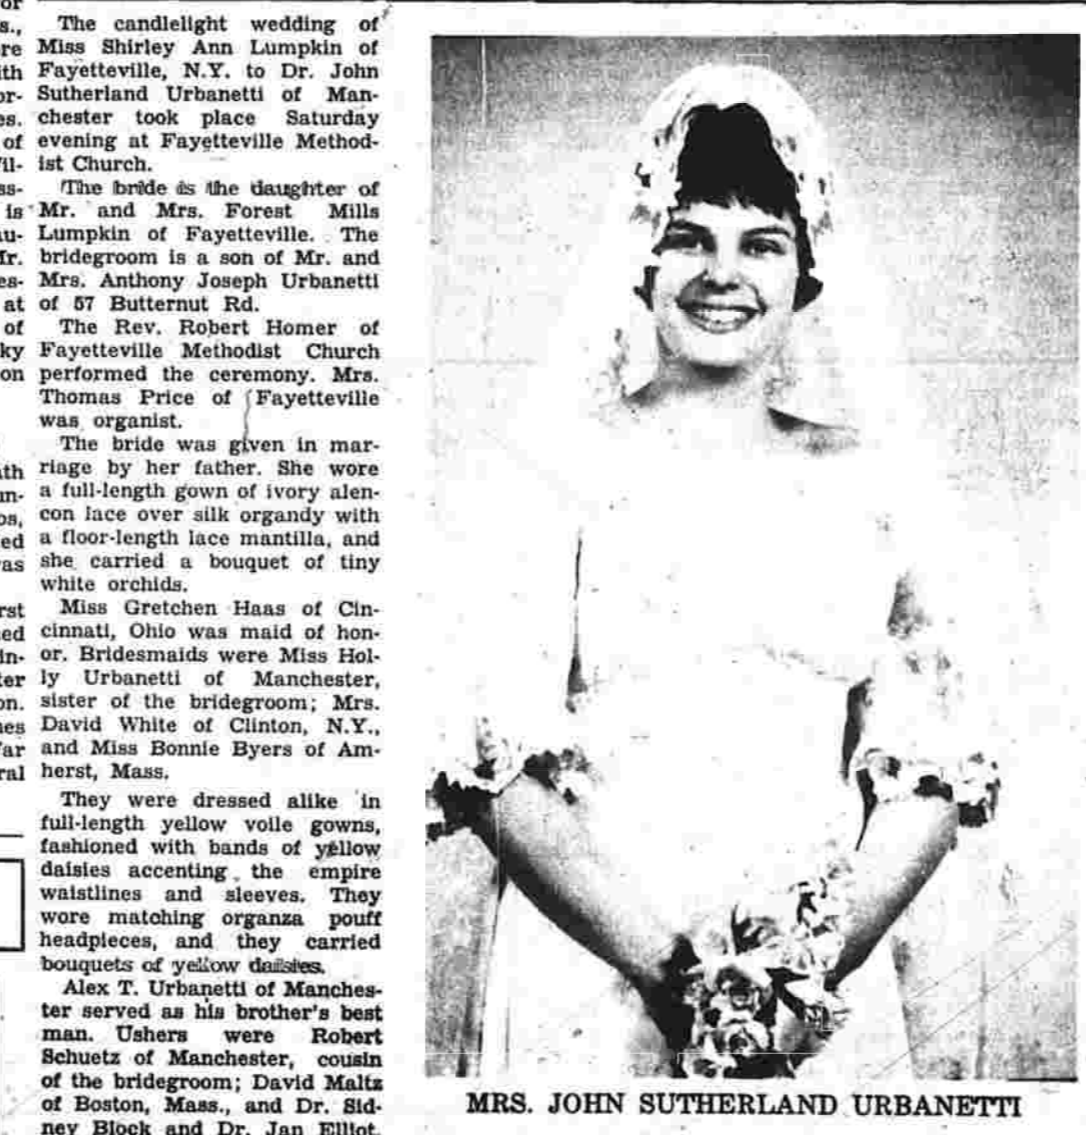 The candlelight wedding of
Miss Shirley Ann Lumpkin of
Fayetteville, N.Y. to Dr. John
Sutherland Urbanetti of Man-
chester took place Saturday
evening at Fayetteville Method-
ist Church.
The bride is the daughter of
Mr. and Mrs. Forest Mills
Lumpkin of Fayetteville. The
bridegroom is a son of Mr. and
Mrs. Anthony Joseph Urbanetti
of 57 Butternut Rd.
The Rev. Robert Homer of
Fayetteville Methodist Church
performed the ceremony. Mrs.
Thomas Price of Fayetteville
was organist.
The bride was given in mar-
riage by her father. She wore
a full-length gown of ivory alen-
con lace over silk organdy with
a floor-length lace mantilla, and
she carried a bouquet of tiny
white orchids.
Miss Gretchen Haas of Cin-
cinnati, Ohio was maid of hon-
or. Bridesmaids were Miss Hol-
ly Urbanetti of Manchester,
sister of the bridegroom; Mrs.
David White of Clinton, N.Y.,
and Miss Bonnie Byers of Am-
herst, Mass.
They were dressed alike in
full-length yellow voile gowns,
fashioned with bands of yellow
daisies accenting the empire
waistlines and sleeves. They
wore matching organza pouff
headpieces, and they carried
bouquets of yellow daisies.
Alex T. Urbanetti of Manches-
ter served as his brother's best
man. Ushers were Robert
Schuetz of Manchester, cousin
of the bridegroom; David Maltz
of Boston, Mass., and Dr. Sid-
ney Block and Dr. Jan Elliot,
MRS. JOHN SUTHERLAND URBANETTI